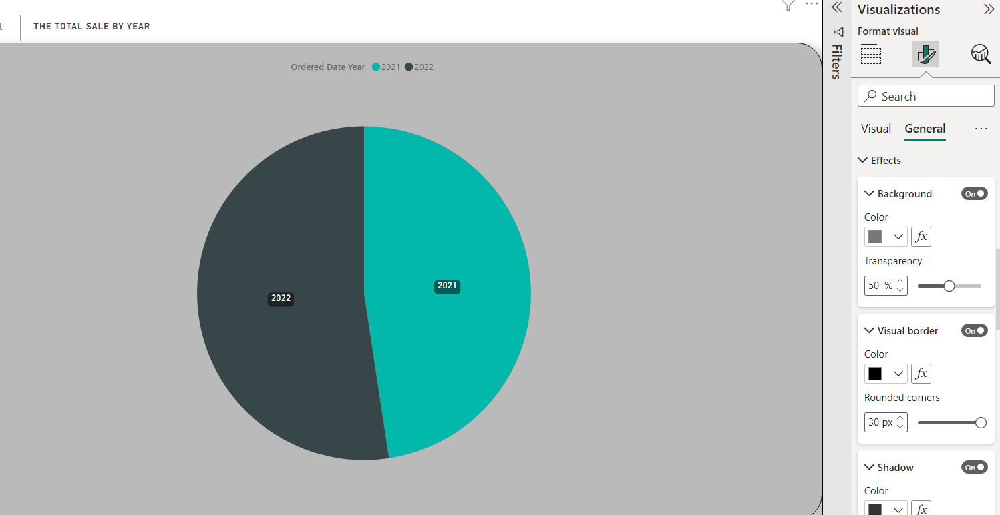 t
THE TOTAL SALE BY YEAR
Ordered Date Year 2021 2022
2021
2022
Filters
Visualizations
Format visual
Search
Visual General
Effects
Background On
Color
fx
Transparency
50 %
Visual border On
Color
fx
Rounded corners
30 px
Shadow On
Color
fx